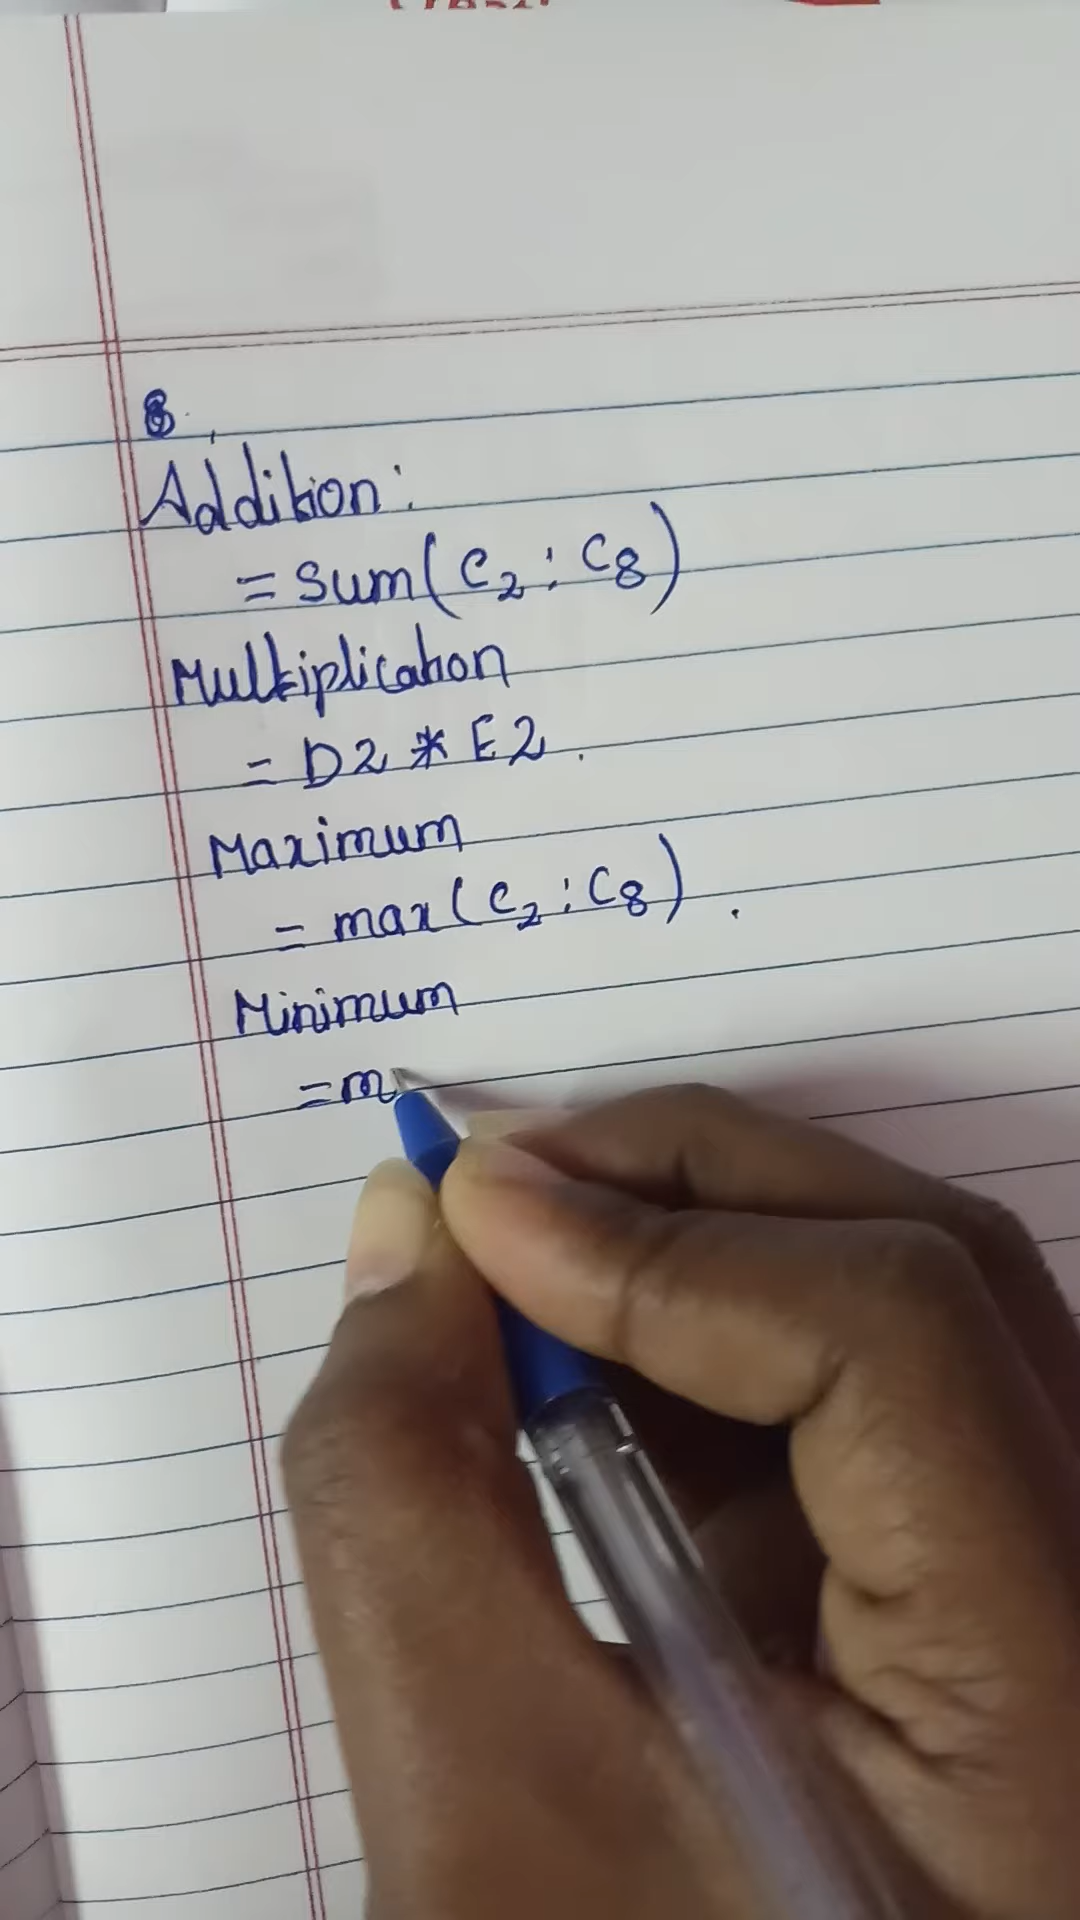 8.
Addition:
= Sum(C2 : C8)
Multiplication
= D2 * E2.
Maximum
= max(C2 : C8).
Minimum
= m